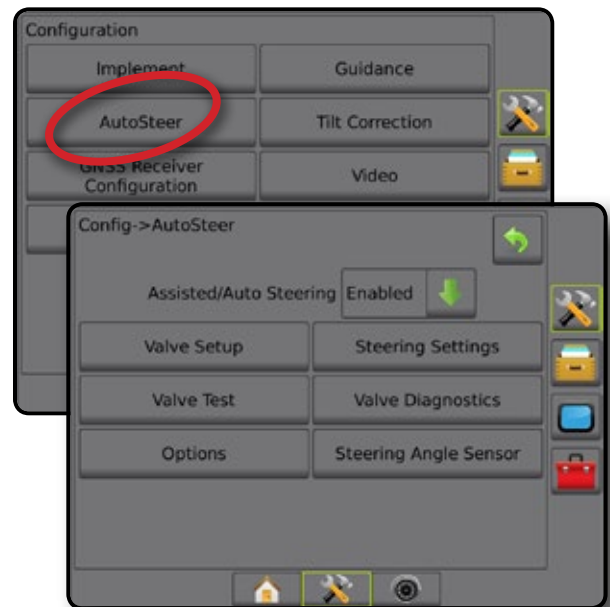 Configuration
Implement
Guidance
AutoSteer
Tilt Correction
GNSS Receiver
Configuration
Video
Config->AutoSteer
Assisted/Auto Steering Enabled
Valve Setup
Steering Settings
Valve Test
Valve Diagnostics
Options
Steering Angle Sensor